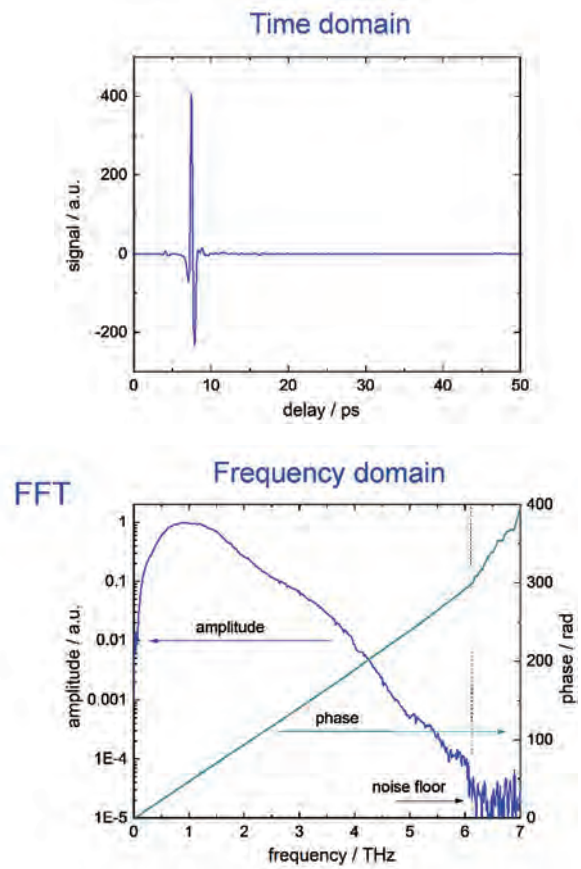 Time domain
400
200
0
-200
signal / a.u.
0 10 20 30 40 50
delay / ps
FFT
Frequency domain
1
0.1
0.01
0.001
1E-4
1E-5
amplitude / a.u.
amplitude
phase
noise floor
400
300
200
100
0
phase / rad
0 1 2 3 4 5 6 7
frequency / THz